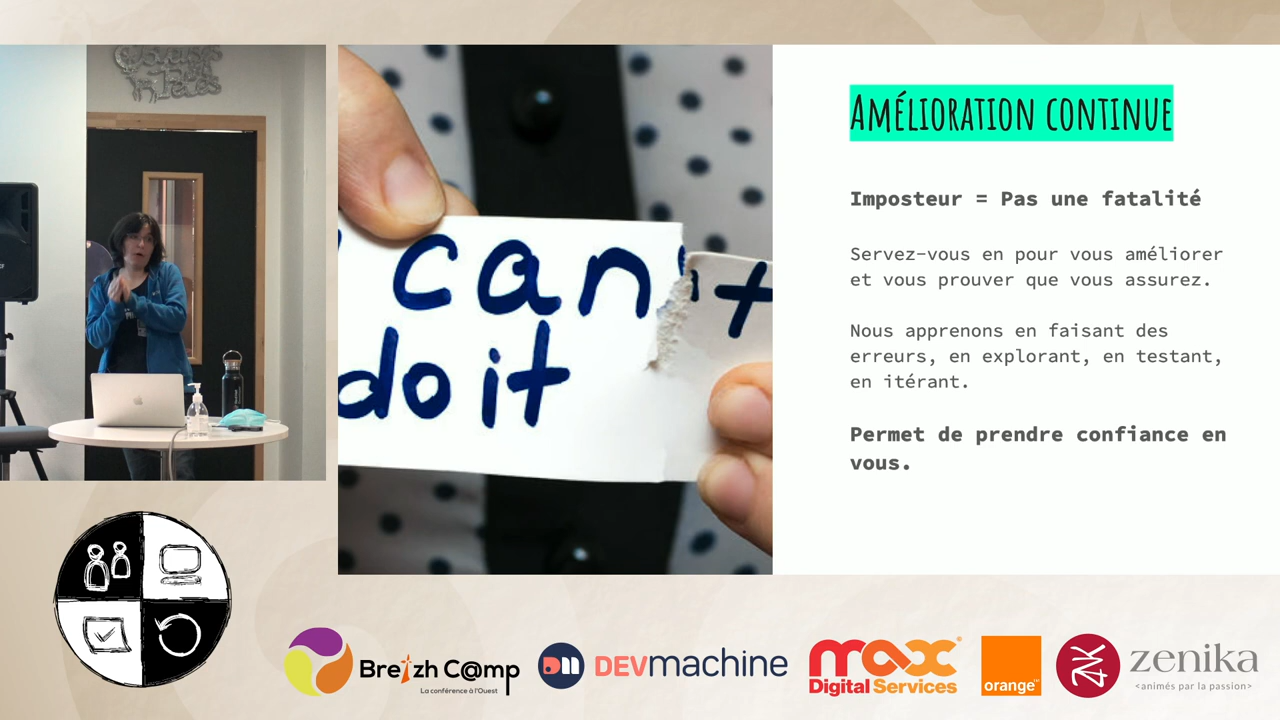 Amélioration continue
Imposteur = Pas une fatalité
Servez-vous en pour vous améliorer
et vous prouver que vous assurez.
Nous apprenons en faisant des
erreurs, en explorant, en testant,
en itérant.
Permet de prendre confiance en
vous.
can't
do it
Breizh C@mp
La conférence à l'Ouest
DEVmachine
max
Digital Services
orange
zenika
<animés par la passion>